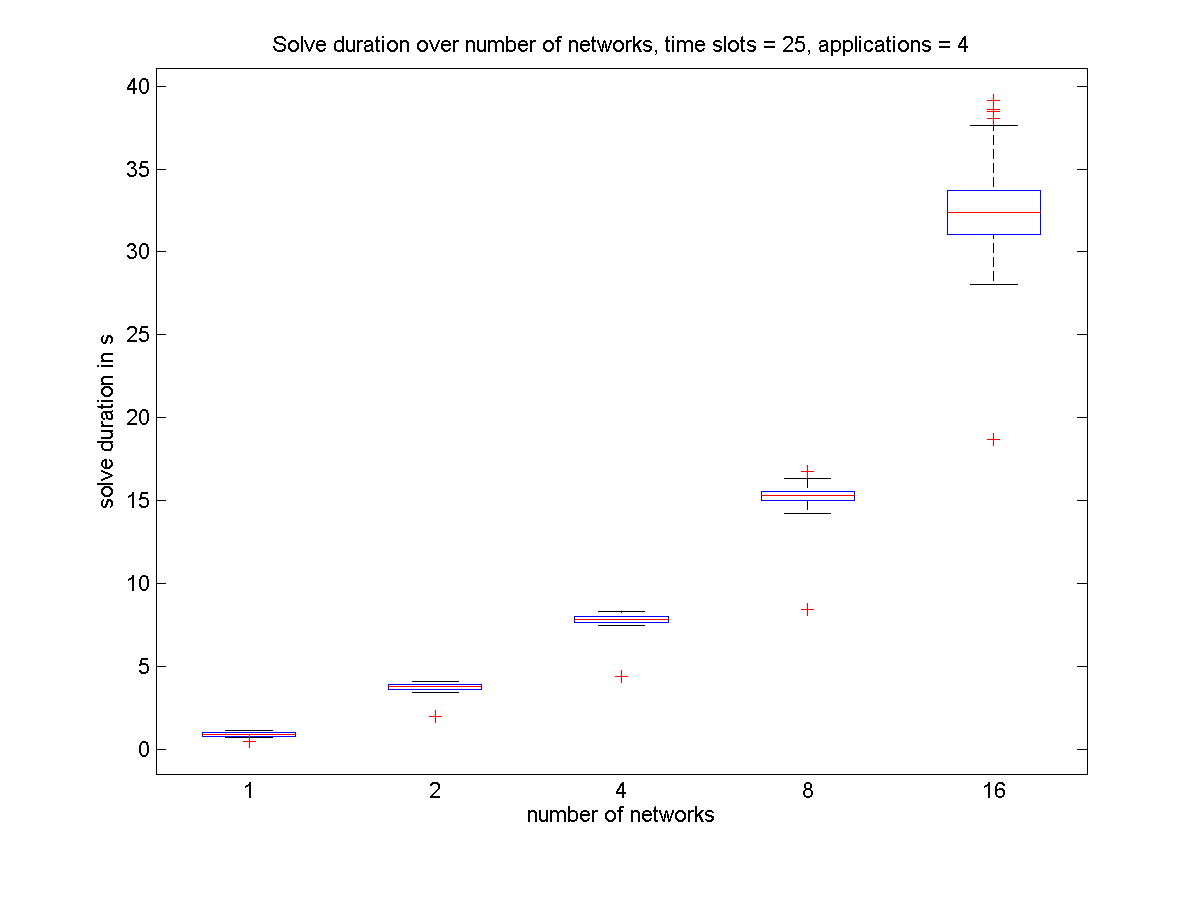 Solve duration over number of networks, time slots = 25, applications = 4
40
35
30
25
20
15
10
5
0
solve duration in s
1 2 4 8 16
number of networks